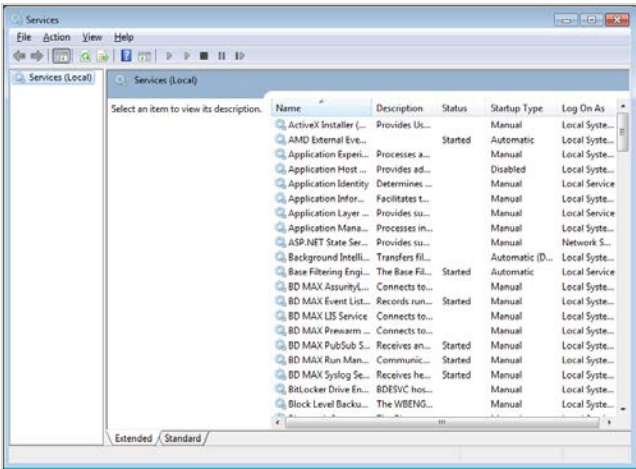 Services
File Action View Help
Services (Local)
Services (Local)
Select an item to view its description.
Name Description Status Startup Type Log On As
ActiveX Installer (... Provides Us... Manual Local Syste...
AMD External Eve... Started Automatic Local Syste...
Application Experi... Processes a... Manual Local Syste...
Application Host ... Provides ad... Disabled Local Syste...
Application Identity Determines ... Manual Local Service
Application Infor... Facilitates t... Manual Local Syste...
Application Layer ... Provides su... Manual Local Service
Application Mana... Processes in... Manual Local Syste...
ASP.NET State Ser... Provides su... Manual Network S...
Background Intelli... Transfers fil... Automatic (D... Local Syste...
Base Filtering Engi... The Base Fil... Started Automatic Local Service
BD MAX AssurityL... Connects to... Manual Local Syste...
BD MAX Event List... Records run... Started Manual Local Syste...
BD MAX LIS Service Connects to... Manual Local Syste...
BD MAX Prewarm ... Connects to... Manual Local Syste...
BD MAX PubSub S... Receives an... Started Manual Local Syste...
BD MAX Run Man... Communic... Started Manual Local Syste...
BD MAX Syslog Se... Receives he... Started Manual Local Syste...
BitLocker Drive En... BDESVC hos... Manual Local Syste...
Block Level Backu... The WBENG... Manual Local Syste...
Extended Standard